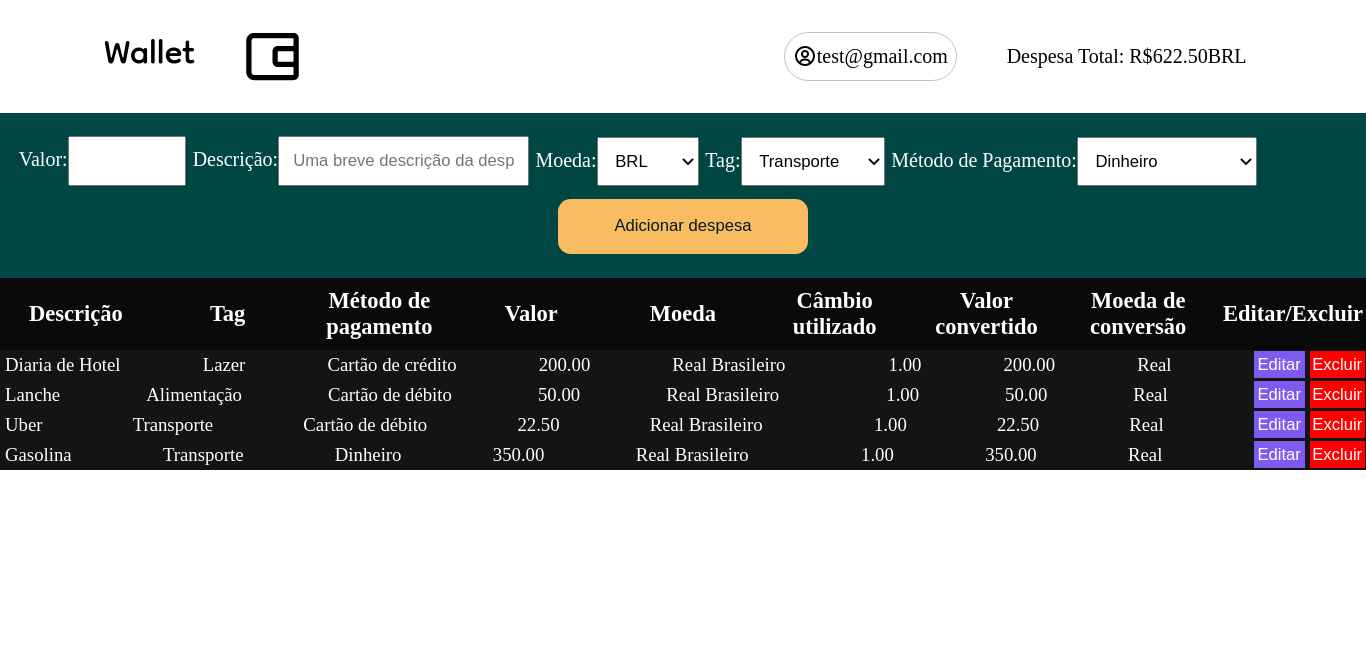 Wallet test@gmail.com Despesa Total: R$622.50BRL
Valor: Descrição: Uma breve descrição da desp Moeda: BRL Tag: Transporte Método de Pagamento: Dinheiro
Adicionar despesa
Descrição Tag Método de pagamento Valor Moeda Câmbio utilizado Valor convertido Moeda de conversão Editar/Excluir
Diaria de Hotel Lazer Cartão de crédito 200.00 Real Brasileiro 1.00 200.00 Real Editar Excluir
Lanche Alimentação Cartão de débito 50.00 Real Brasileiro 1.00 50.00 Real Editar Excluir
Uber Transporte Cartão de débito 22.50 Real Brasileiro 1.00 22.50 Real Editar Excluir
Gasolina Transporte Dinheiro 350.00 Real Brasileiro 1.00 350.00 Real Editar Excluir